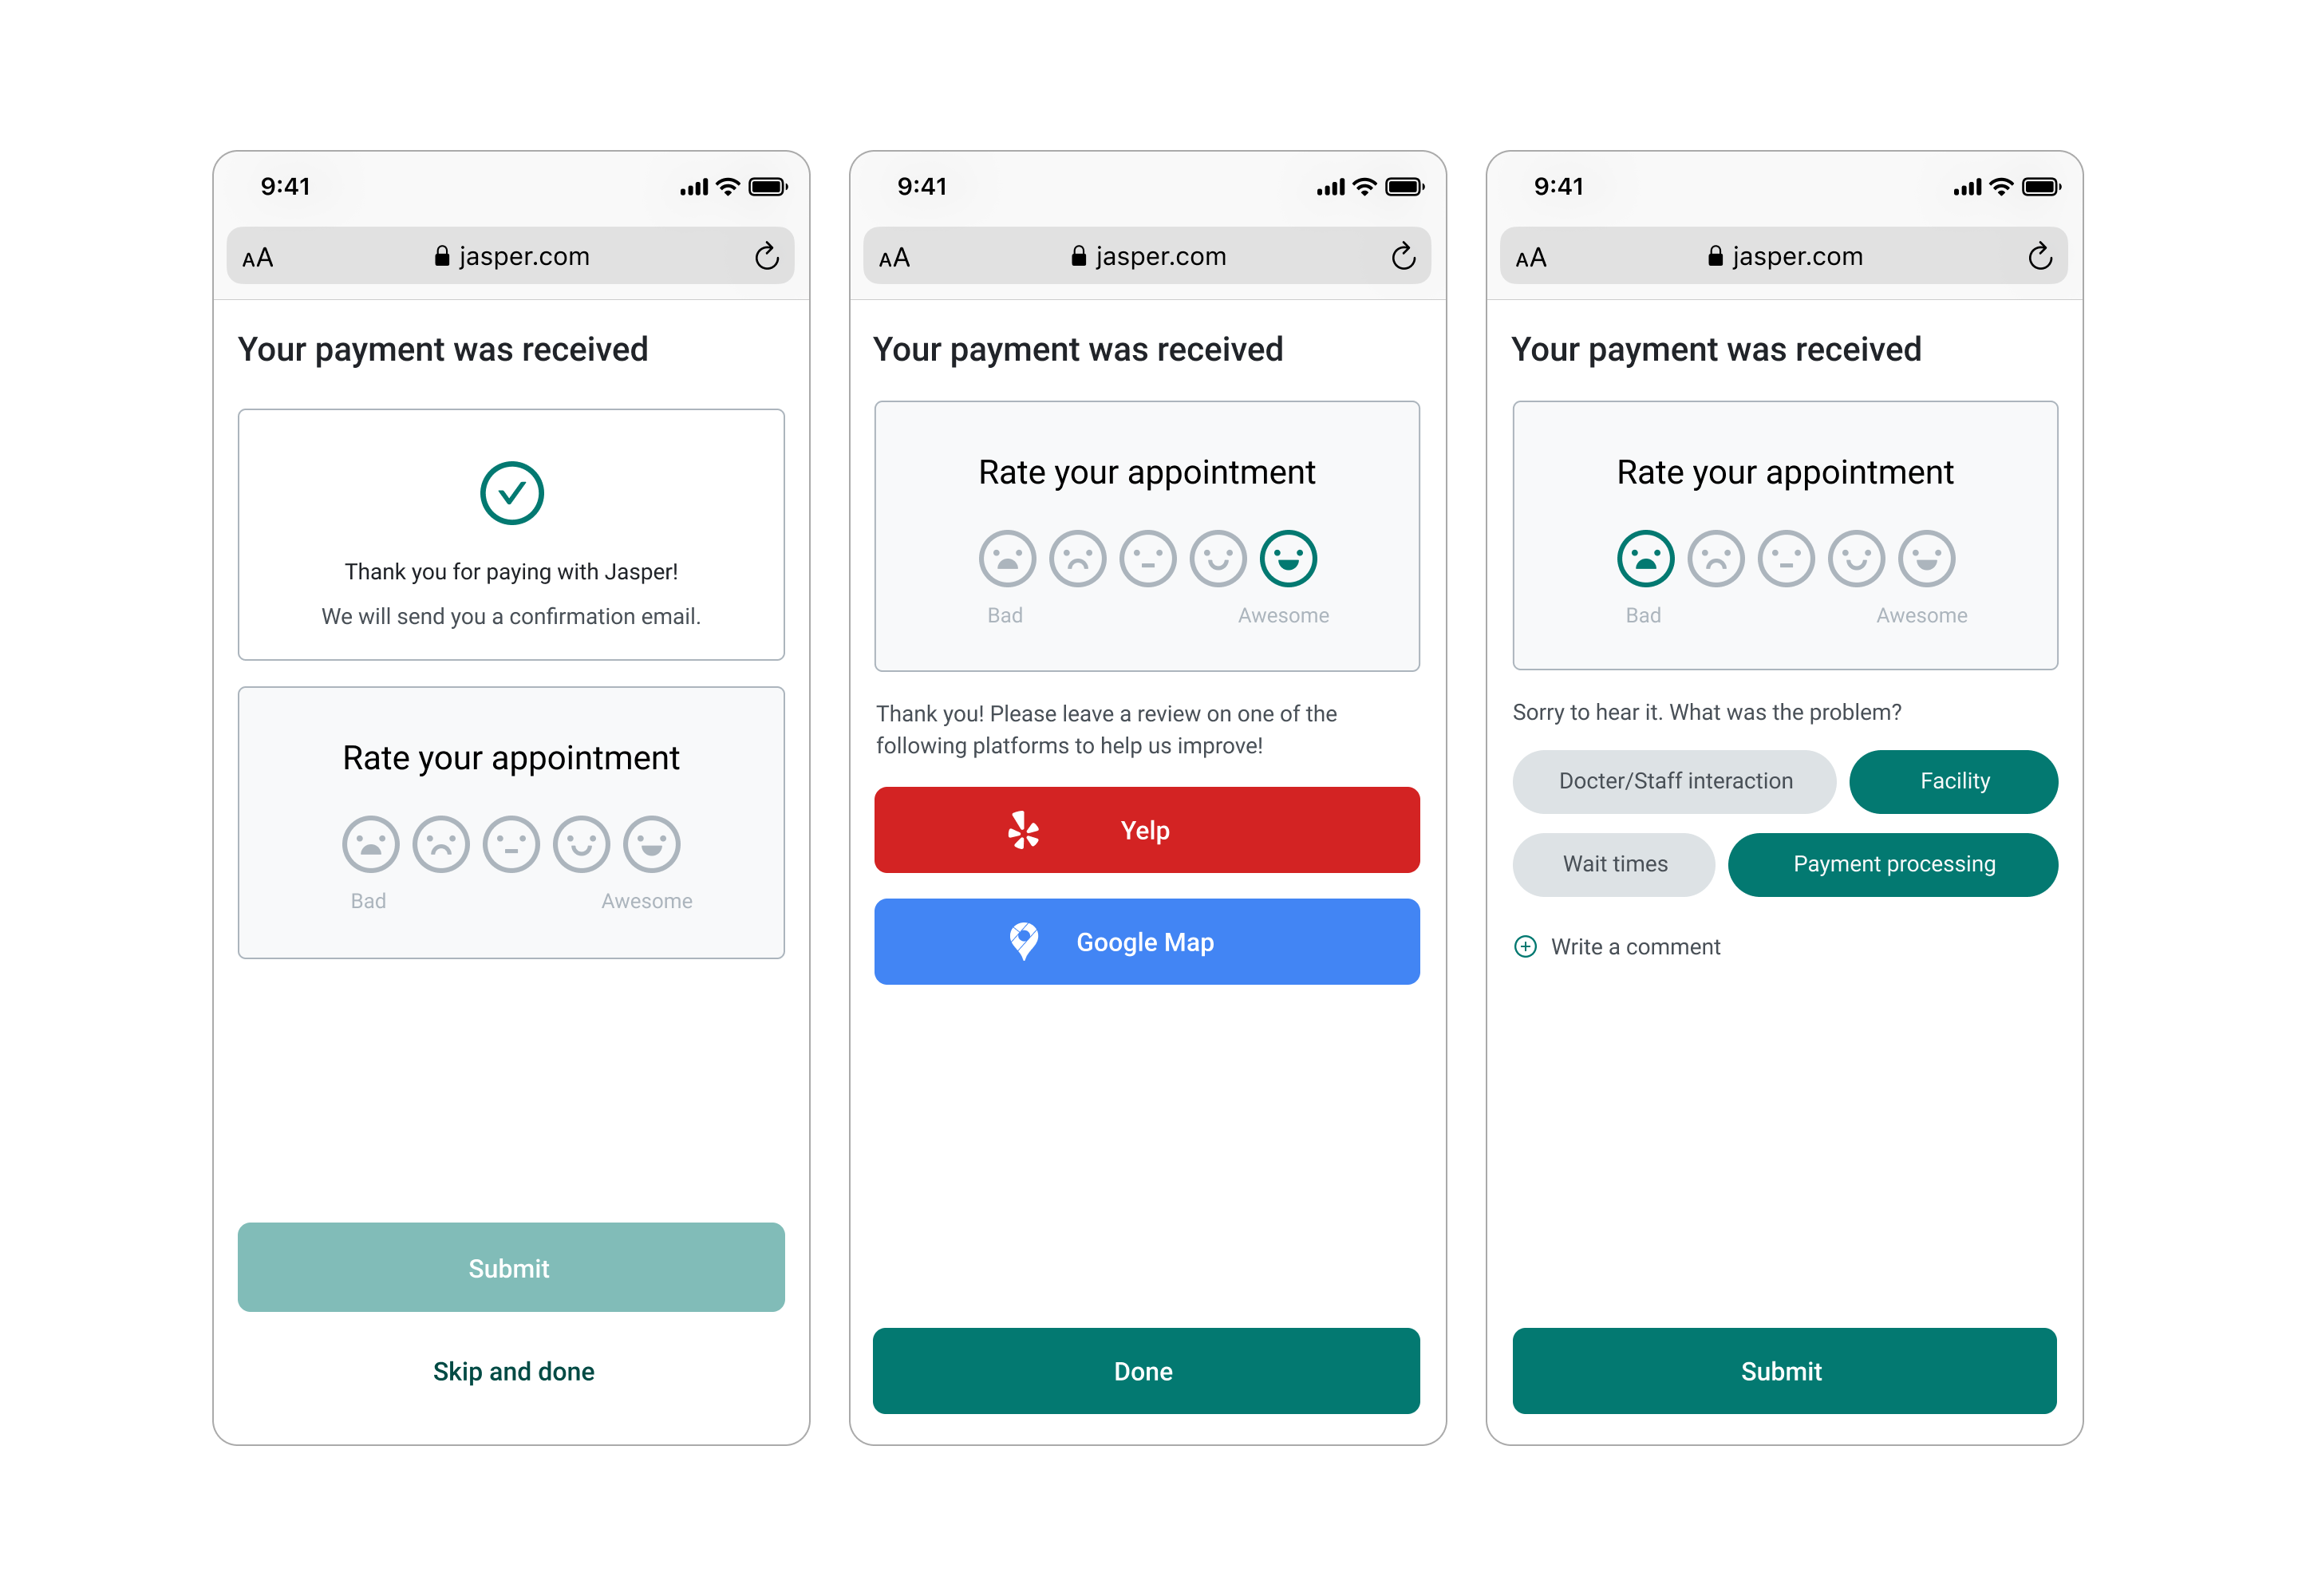 9:41
AA
jasper.com
Your payment was received
Thank you for paying with Jasper!
We will send you a confirmation email.
Rate your appointment
Bad
Awesome
Submit
Skip and done
9:41
AA
jasper.com
Your payment was received
Rate your appointment
Bad
Awesome
Thank you! Please leave a review on one of the
following platforms to help us improve!
Yelp
Google Map
Done
9:41
AA
jasper.com
Your payment was received
Rate your appointment
Bad
Awesome
Sorry to hear it. What was the problem?
Docter/Staff interaction
Facility
Wait times
Payment processing
Write a comment
Submit